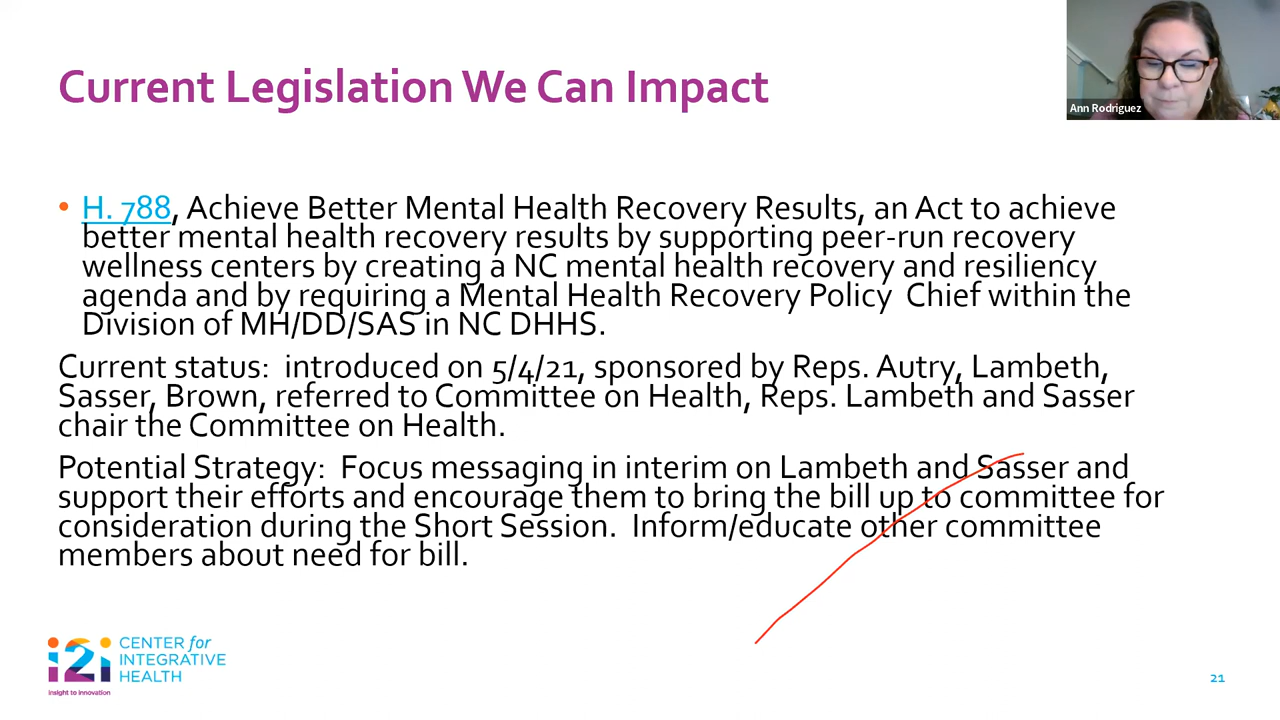 Current Legislation We Can Impact
Ann Rodriguez
• H. 788, Achieve Better Mental Health Recovery Results, an Act to achieve
better mental health recovery results by supporting peer-run recovery
wellness centers by creating a NC mental health recovery and resiliency
agenda and by requiring a Mental Health Recovery Policy Chief within the
Division of MH/DD/SAS in NC DHHS.
Current status: introduced on 5/4/21, sponsored by Reps. Autry, Lambeth,
Sasser, Brown, referred to Committee on Health, Reps. Lambeth and Sasser
chair the Committee on Health.
Potential Strategy: Focus messaging in interim on Lambeth and Sasser and
support their efforts and encourage them to bring the bill up to committee for
consideration during the Short Session. Inform/educate other committee
members about need for bill.
i2i
CENTER for
INTEGRATIVE
HEALTH
Insight to Innovation
21